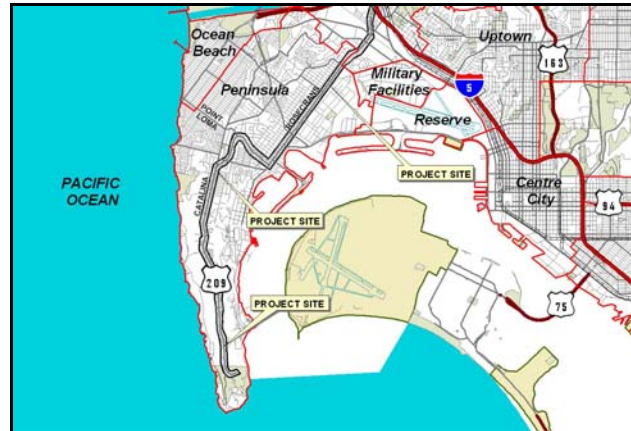 Ocean
Beach
Uptown
163
Peninsula
Military
Facilities
5
Reserve
POINT
LOMA
ROSECRANS
PROJECT SITE
PACIFIC
OCEAN
CATALINA
PROJECT SITE
Centre
City
94
209
PROJECT SITE
75